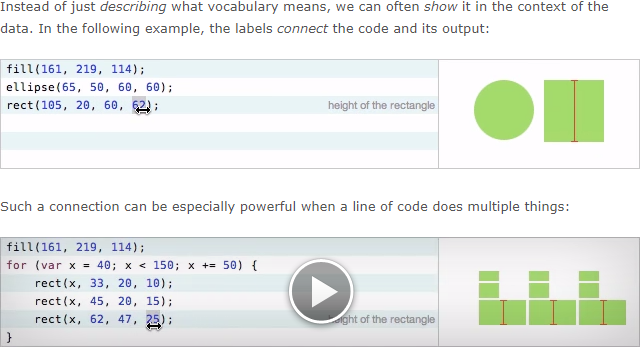 Instead of just describing what vocabulary means, we can often show it in the context of the
data. In the following example, the labels connect the code and its output:
fill(161, 219, 114);
ellipse(65, 50, 60, 60);
rect(105, 20, 60, 62);
height of the rectangle
Such a connection can be especially powerful when a line of code does multiple things:
fill(161, 219, 114);
for (var x = 40; x < 150; x += 50) {
rect(x, 33, 20, 10);
rect(x, 45, 20, 15);
rect(x, 62, 47, 25);
of the rectangle
}